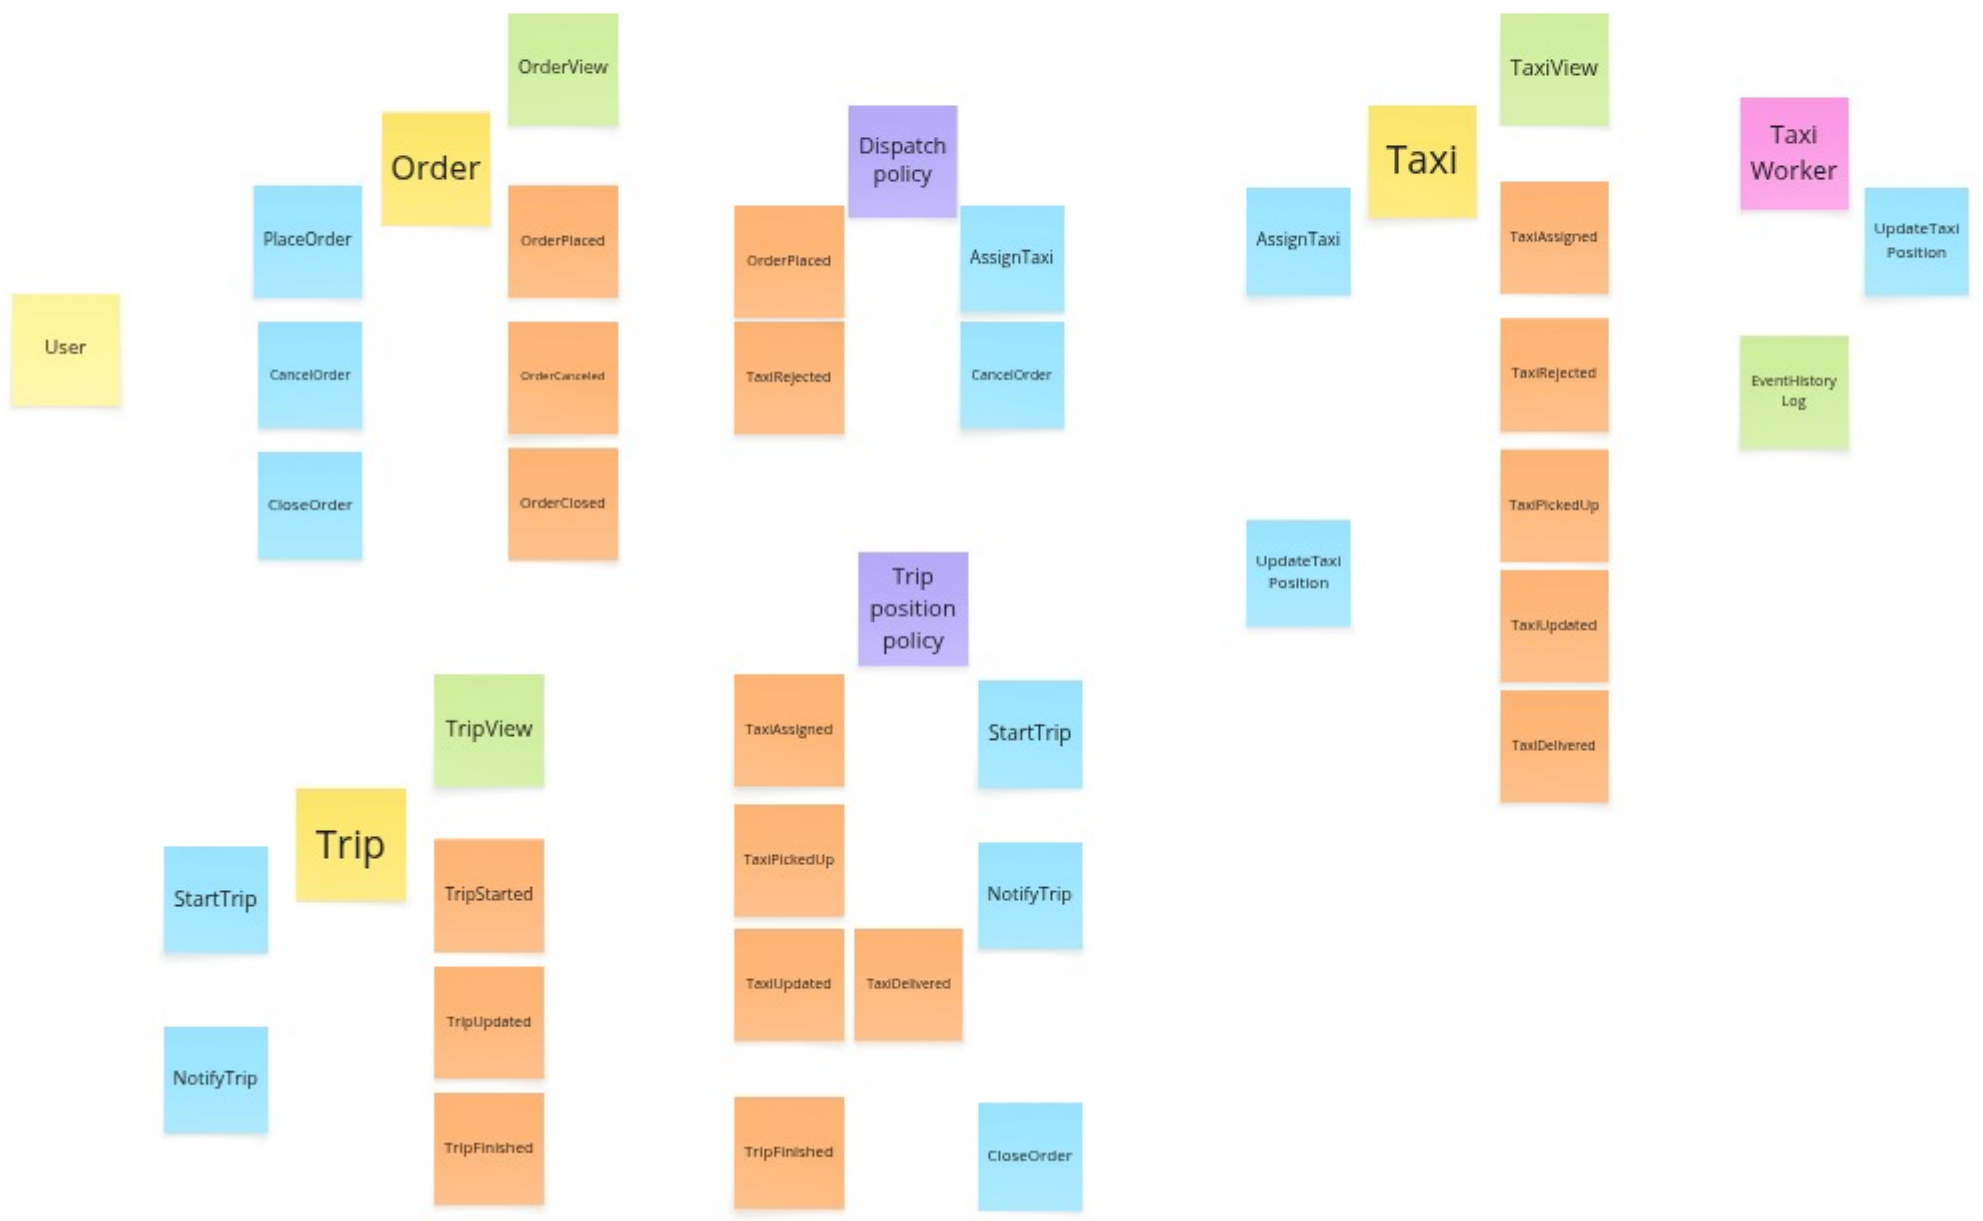 OrderView
Order
PlaceOrder
OrderPlaced
User
CancelOrder
OrderCanceled
CloseOrder
OrderClosed
Dispatch
policy
OrderPlaced
AssignTaxi
TaxiRejected
CancelOrder
TaxiView
Taxi
AssignTaxi
TaxiAssigned
TaxiRejected
TaxiPickedUp
UpdateTaxi
Position
TaxiUpdated
TaxiDelivered
Taxi
Worker
UpdateTaxi
Position
EventHistory
Log
TripView
Trip
StartTrip
TripStarted
TripUpdated
NotifyTrip
TripFinished
Trip
position
policy
TaxiAssigned
StartTrip
TaxiPickedUp
NotifyTrip
TaxiUpdated
TaxiDelivered
TripFinished
CloseOrder